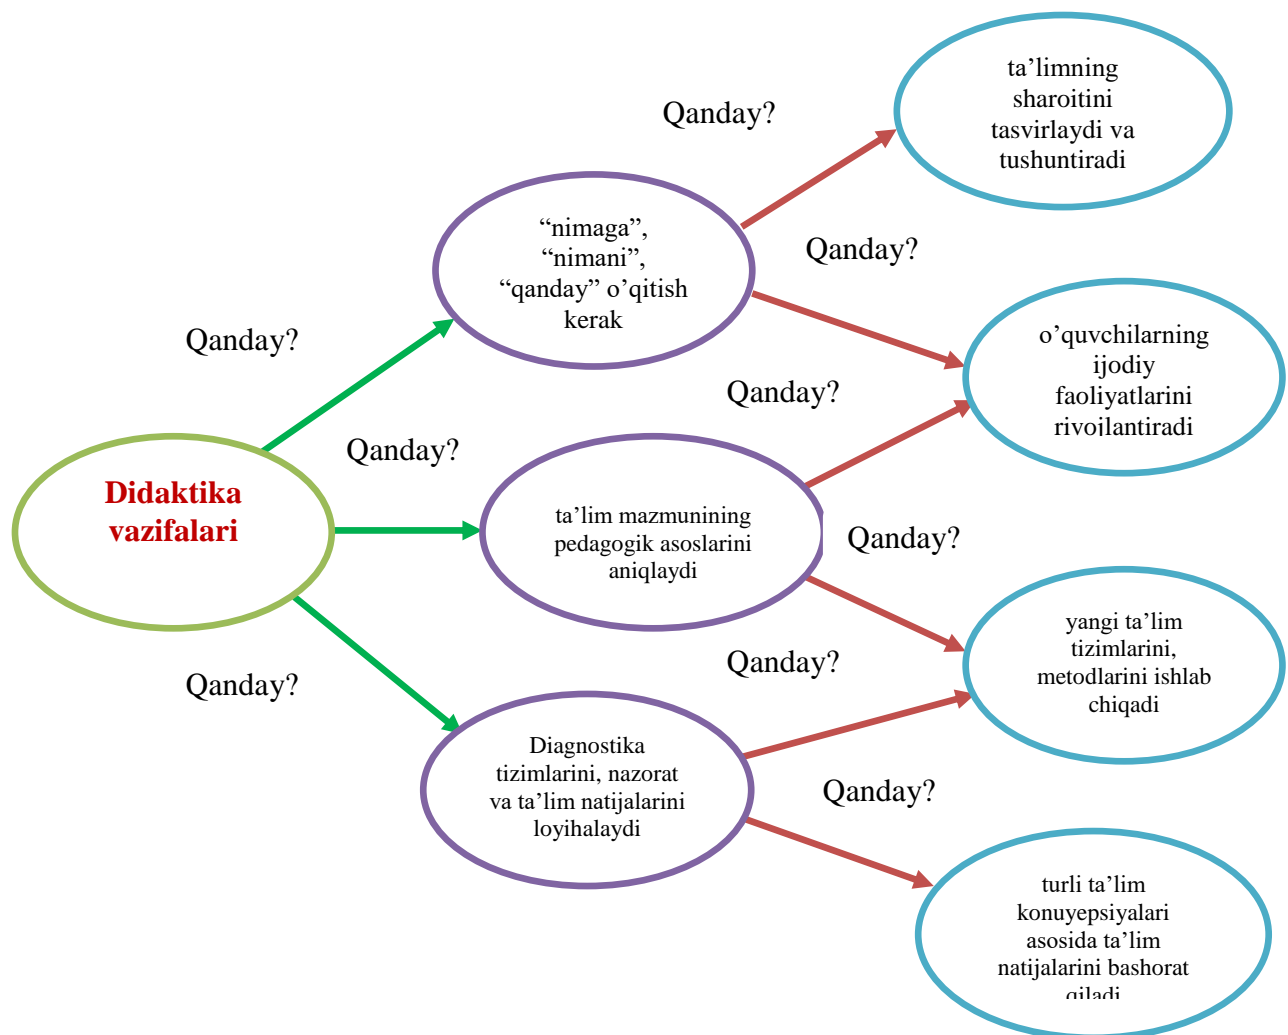 Qanday?
ta’limning
sharoitini
tasvirlaydi va
tushuntiradi
“nimaga”,
“nimani”,
“qanday” o’qitish
kerak
Qanday?
Qanday?
o’quvchilarning
ijodiy
faoliyatlarini
rivojlantiradi
Qanday?
Qanday?
Didaktika
vazifalari
ta’lim mazmunining
pedagogik asoslarini
aniqlaydi
Qanday?
yangi ta’lim
tizimlarini,
metodlarini ishlab
chiqadi
Qanday?
Qanday?
Diagnostika
tizimlarini, nazorat
va ta’lim natijalarini
loyihalaydi
Qanday?
turli ta’lim
konuyepsiyalari
asosida ta’lim
natijalarini bashorat
qiladi